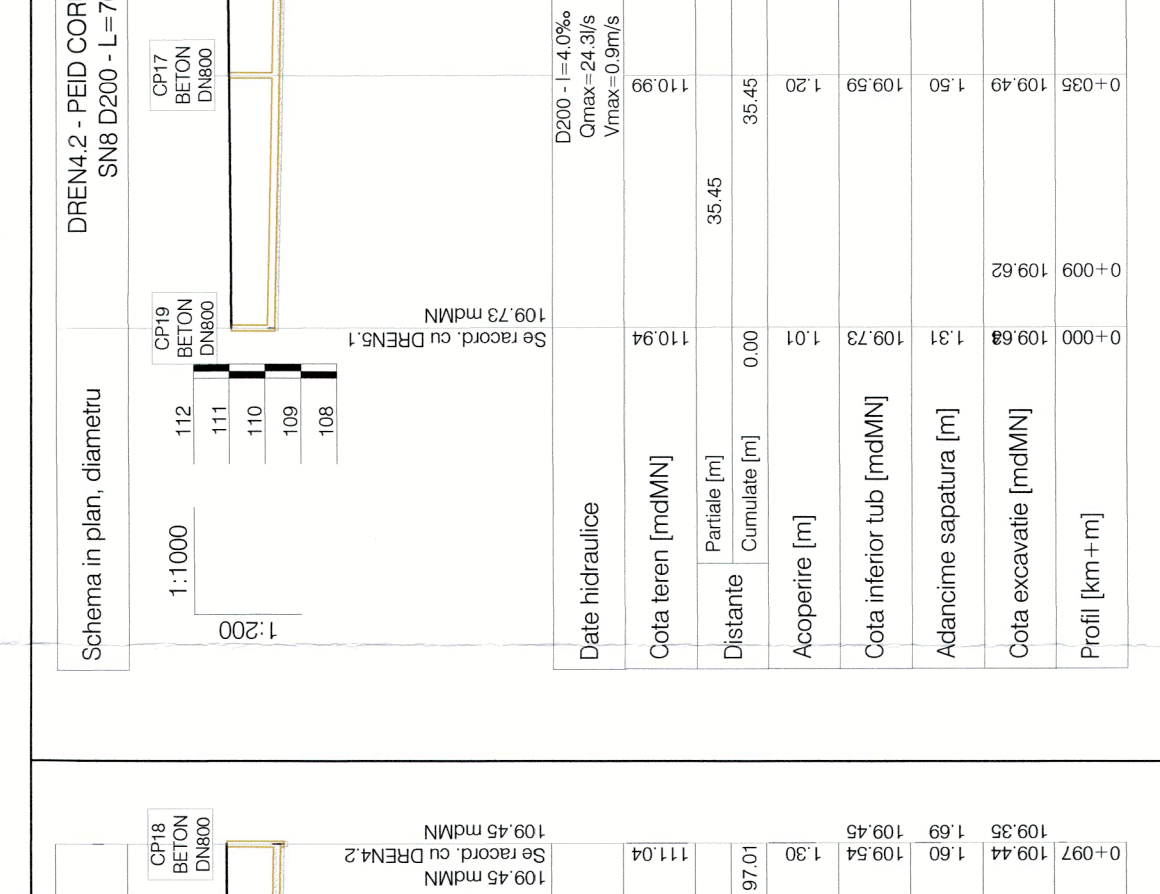 DREN4.2 - PEID COR
SN8 D200 - L=7
Schema in plan, diametru
CP17
BETON
DN800
CP19
BETON
DN800
112
111
110
109
108
1:1000
1:200
Se racord. cu DREN5.1
109.73 mdMN
Date hidraulice
D200 - I=4.0‰
Qmax=24.3l/s
Vmax=0.9m/s
Cota teren [mdMN]
110.94
110.99
Distante
Partiale [m]
35.45
Cumulate [m]
0.00
35.45
Acoperire [m]
1.01
1.20
Cota inferior tub [mdMN]
109.73
109.59
Adancime sapatura [m]
1.31
1.50
Cota excavatie [mdMN]
109.62
109.49
Profil [km+m]
0+000
0+009
0+035
CP18
BETON
DN800
109.45 mdMN
Se racord. cu DREN4.2
109.45 mdMN
111.04
97.01
1.30
109.54
109.45
1.60
1.69
109.44
109.35
0+097